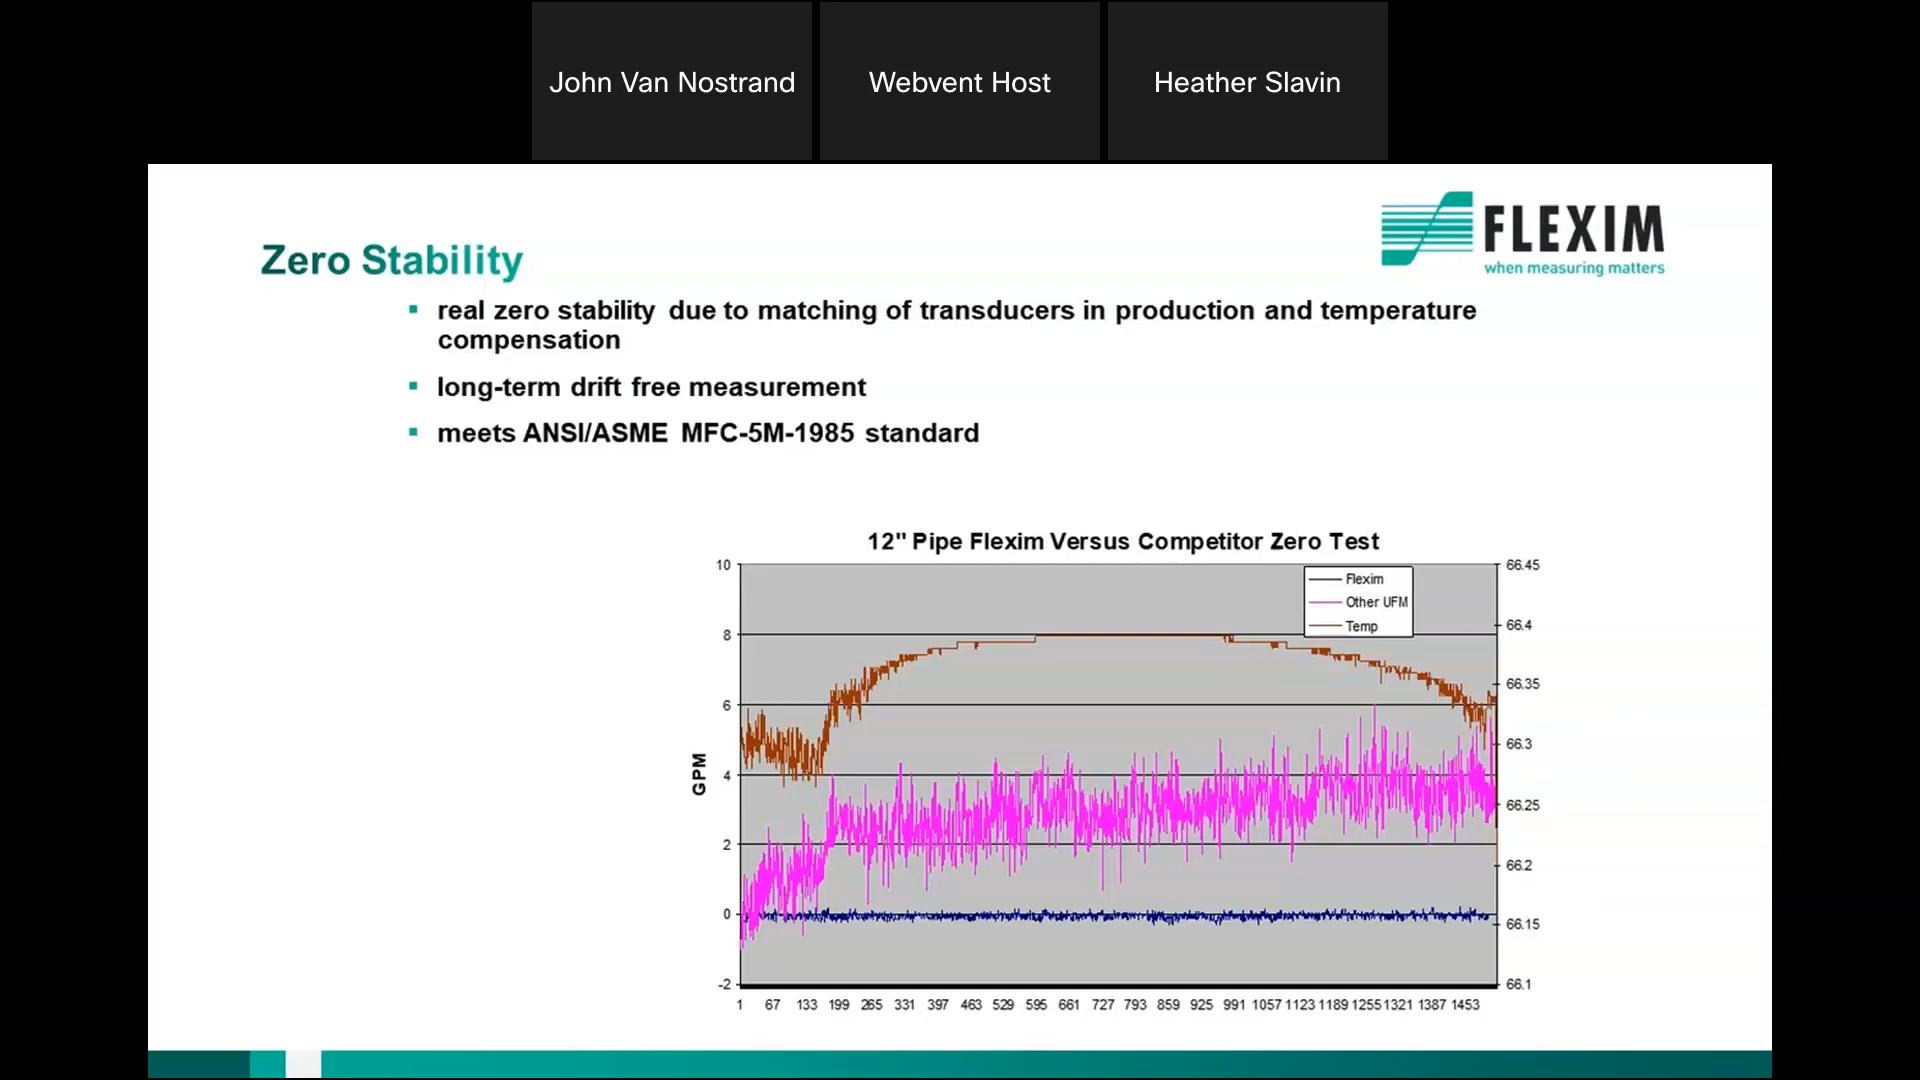 John Van Nostrand
Webvent Host
Heather Slavin
FLEXIM
when measuring matters
Zero Stability
real zero stability due to matching of transducers in production and temperature
compensation
long-term drift free measurement
meets ANSI/ASME MFC-5M-1985 standard
12" Pipe Flexim Versus Competitor Zero Test
10
8
6
4
2
0
-2
GPM
66.45
66.4
66.35
66.3
66.25
66.2
66.15
66.1
Flexim
Other UFM
Temp
1 67 133 199 265 331 397 463 529 595 661 727 793 859 925 991 1057 1123 1189 1255 1321 1387 1453